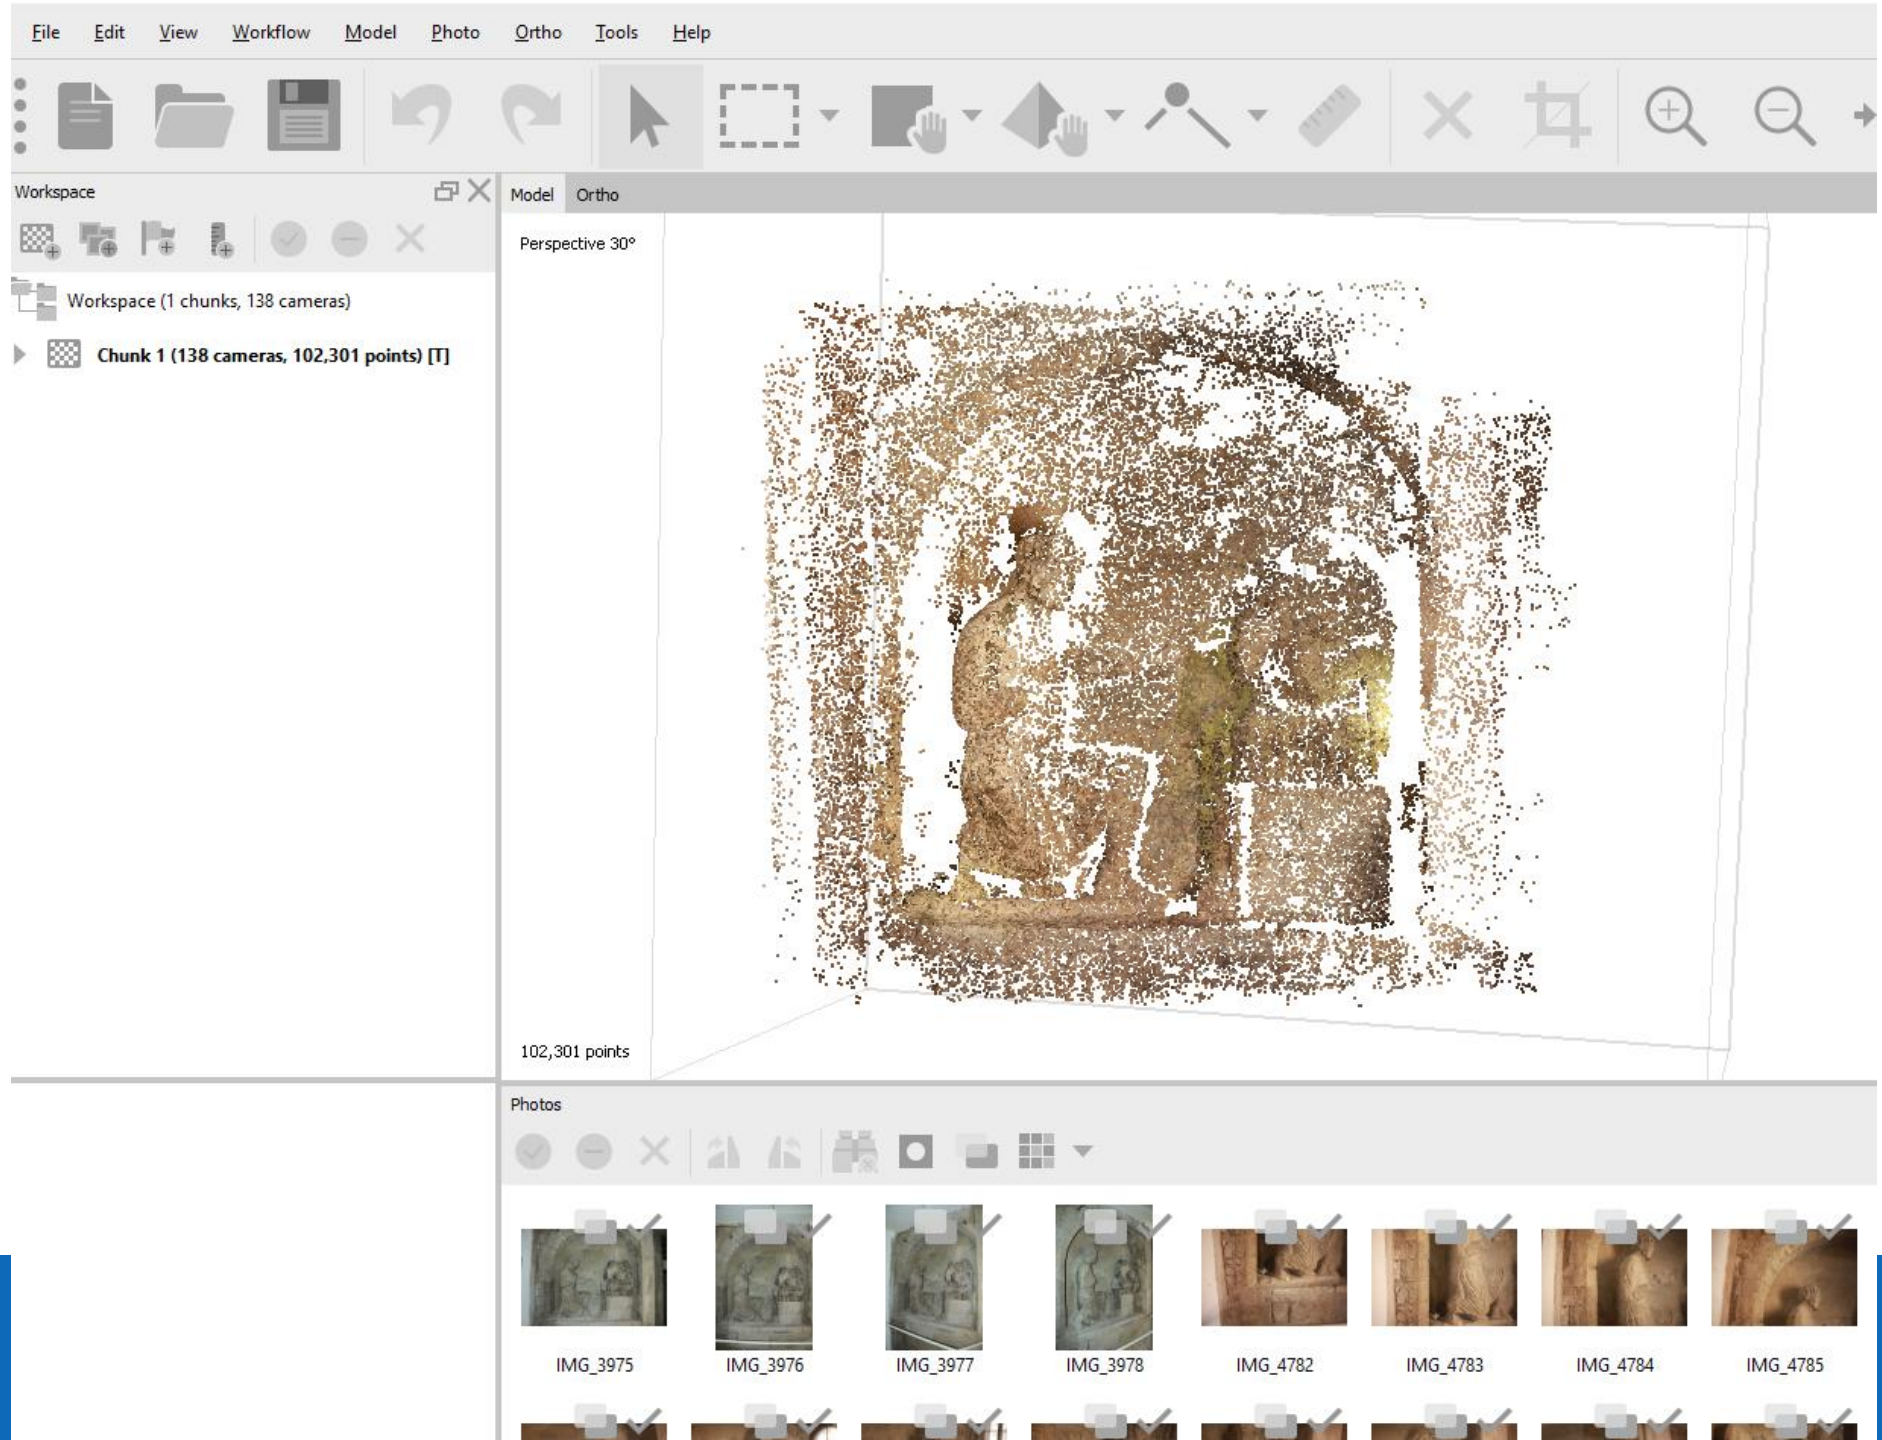 File Edit View Workflow Model Photo Ortho Tools Help
Workspace
Workspace (1 chunks, 138 cameras)
Chunk 1 (138 cameras, 102,301 points) [T]
Model Ortho
Perspective 30°
102,301 points
Photos
IMG_3975 IMG_3976 IMG_3977 IMG_3978 IMG_4782 IMG_4783 IMG_4784 IMG_4785